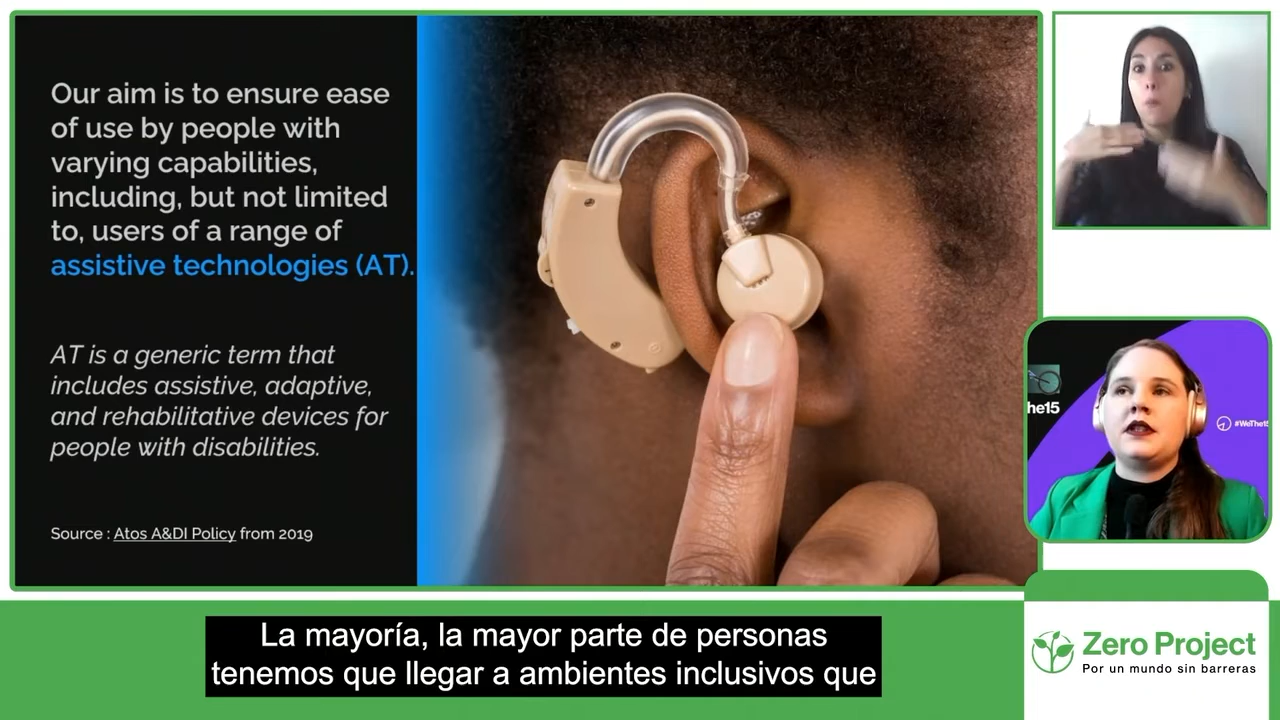 Our aim is to ensure ease
of use by people with
varying capabilities,
including, but not limited
to, users of a range of
assistive technologies (AT).
AT is a generic term that
includes assistive, adaptive,
and rehabilitative devices for
people with disabilities.
Source : Atos A&DI Policy from 2019
he15
#WeThe15
La mayoría, la mayor parte de personas
tenemos que llegar a ambientes inclusivos que
Zero Project
Por un mundo sin barreras